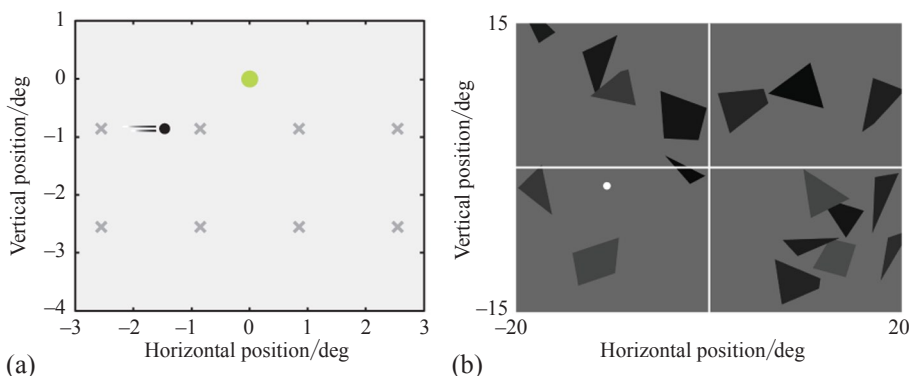 1
0
−1
−2
−3
−4
−3
−2
−1
0
1
2
3
Vertical position/deg
Horizontal position/deg
(a)
15
−15
−20
20
Vertical position/deg
Horizontal position/deg
(b)